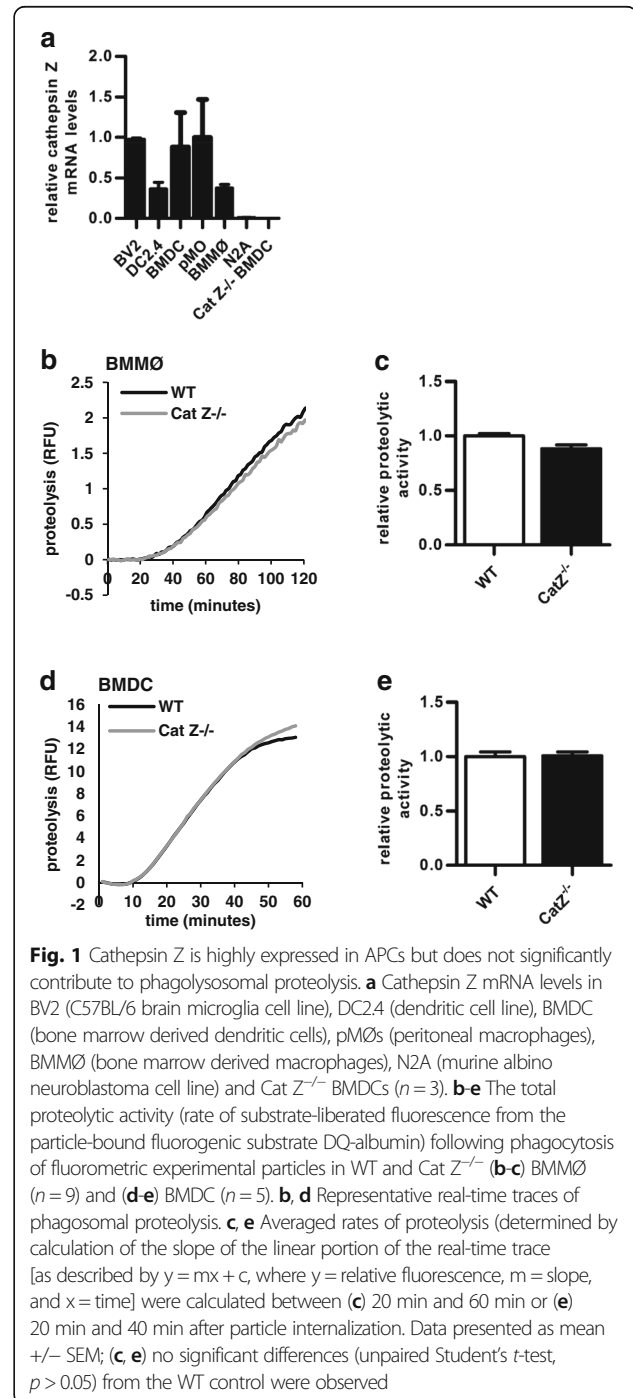 a
relative cathepsin Z
mRNA levels
2.0
1.5
1.0
0.5
0.0
BV2
DC2.4
BMDC
pMO
BMMØ
N2A
Cat Z-/- BMDC
b BMMØ
WT
Cat Z-/-
proteolysis (RFU)
2.5
2
1.5
1
0.5
0
-0.5
0 20 40 60 80 100 120
time (minutes)
c
relative proteolytic
activity
1.5
1.0
0.5
0.0
WT
CatZ-/-
d BMDC
WT
Cat Z-/-
proteolysis (RFU)
16
14
12
10
8
6
4
2
0
-2
0 10 20 30 40 50 60
time (minutes)
e
relative proteolytic
activity
1.5
1.0
0.5
0.0
WT
CatZ-/-
Fig. 1 Cathepsin Z is highly expressed in APCs but does not significantly
contribute to phagolysosomal proteolysis. a Cathepsin Z mRNA levels in
BV2 (C57BL/6 brain microglia cell line), DC2.4 (dendritic cell line), BMDC
(bone marrow derived dendritic cells), pMØs (peritoneal macrophages),
BMMØ (bone marrow derived macrophages), N2A (murine albino
neuroblastoma cell line) and Cat Z−/− BMDCs (n = 3). b-e The total
proteolytic activity (rate of substrate-liberated fluorescence from the
particle-bound fluorogenic substrate DQ-albumin) following phagocytosis
of fluorometric experimental particles in WT and Cat Z−/− (b-c) BMMØ
(n = 9) and (d-e) BMDC (n = 5). b, d Representative real-time traces of
phagosomal proteolysis. c, e Averaged rates of proteolysis (determined by
calculation of the slope of the linear portion of the real-time trace
[as described by y = mx + c, where y = relative fluorescence, m = slope,
and x = time] were calculated between (c) 20 min and 60 min or (e)
20 min and 40 min after particle internalization. Data presented as mean
+/− SEM; (c, e) no significant differences (unpaired Student's t-test,
p > 0.05) from the WT control were observed